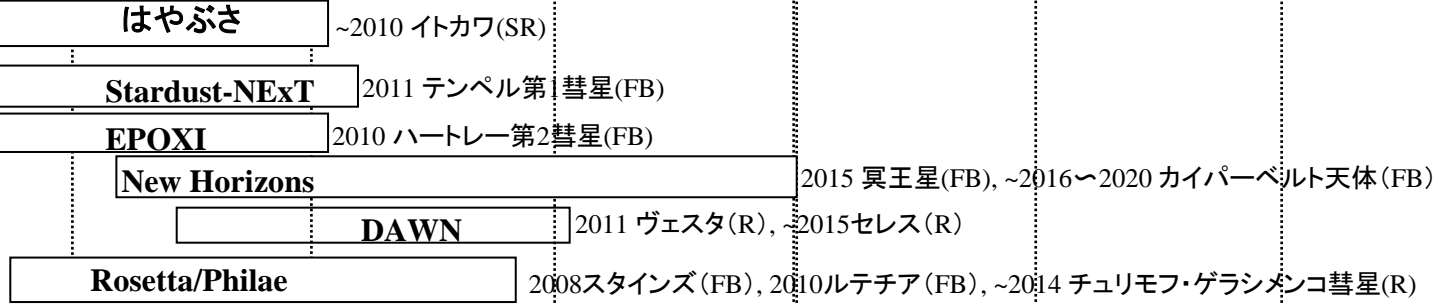 はやぶさ ~2010 イトカワ(SR)
Stardust-NExT 2011 テンペル第1彗星(FB)
EPOXI 2010 ハートレー第2彗星(FB)
New Horizons 2015 冥王星(FB), ~2016〜2020 カイパーベルト天体(FB)
DAWN 2011 ヴェスタ(R), ~2015セレス(R)
Rosetta/Philae 2008スタインズ(FB), 2010ルテチア(FB), ~2014 チュリモフ・ゲラシメンコ彗星(R)